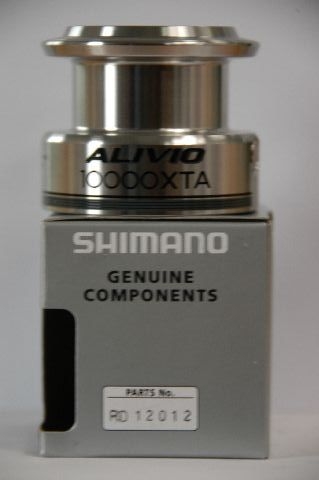 ALIVIO
10000XTA
SHIMANO
GENUINE
COMPONENTS
PARTS No.
RD 12012